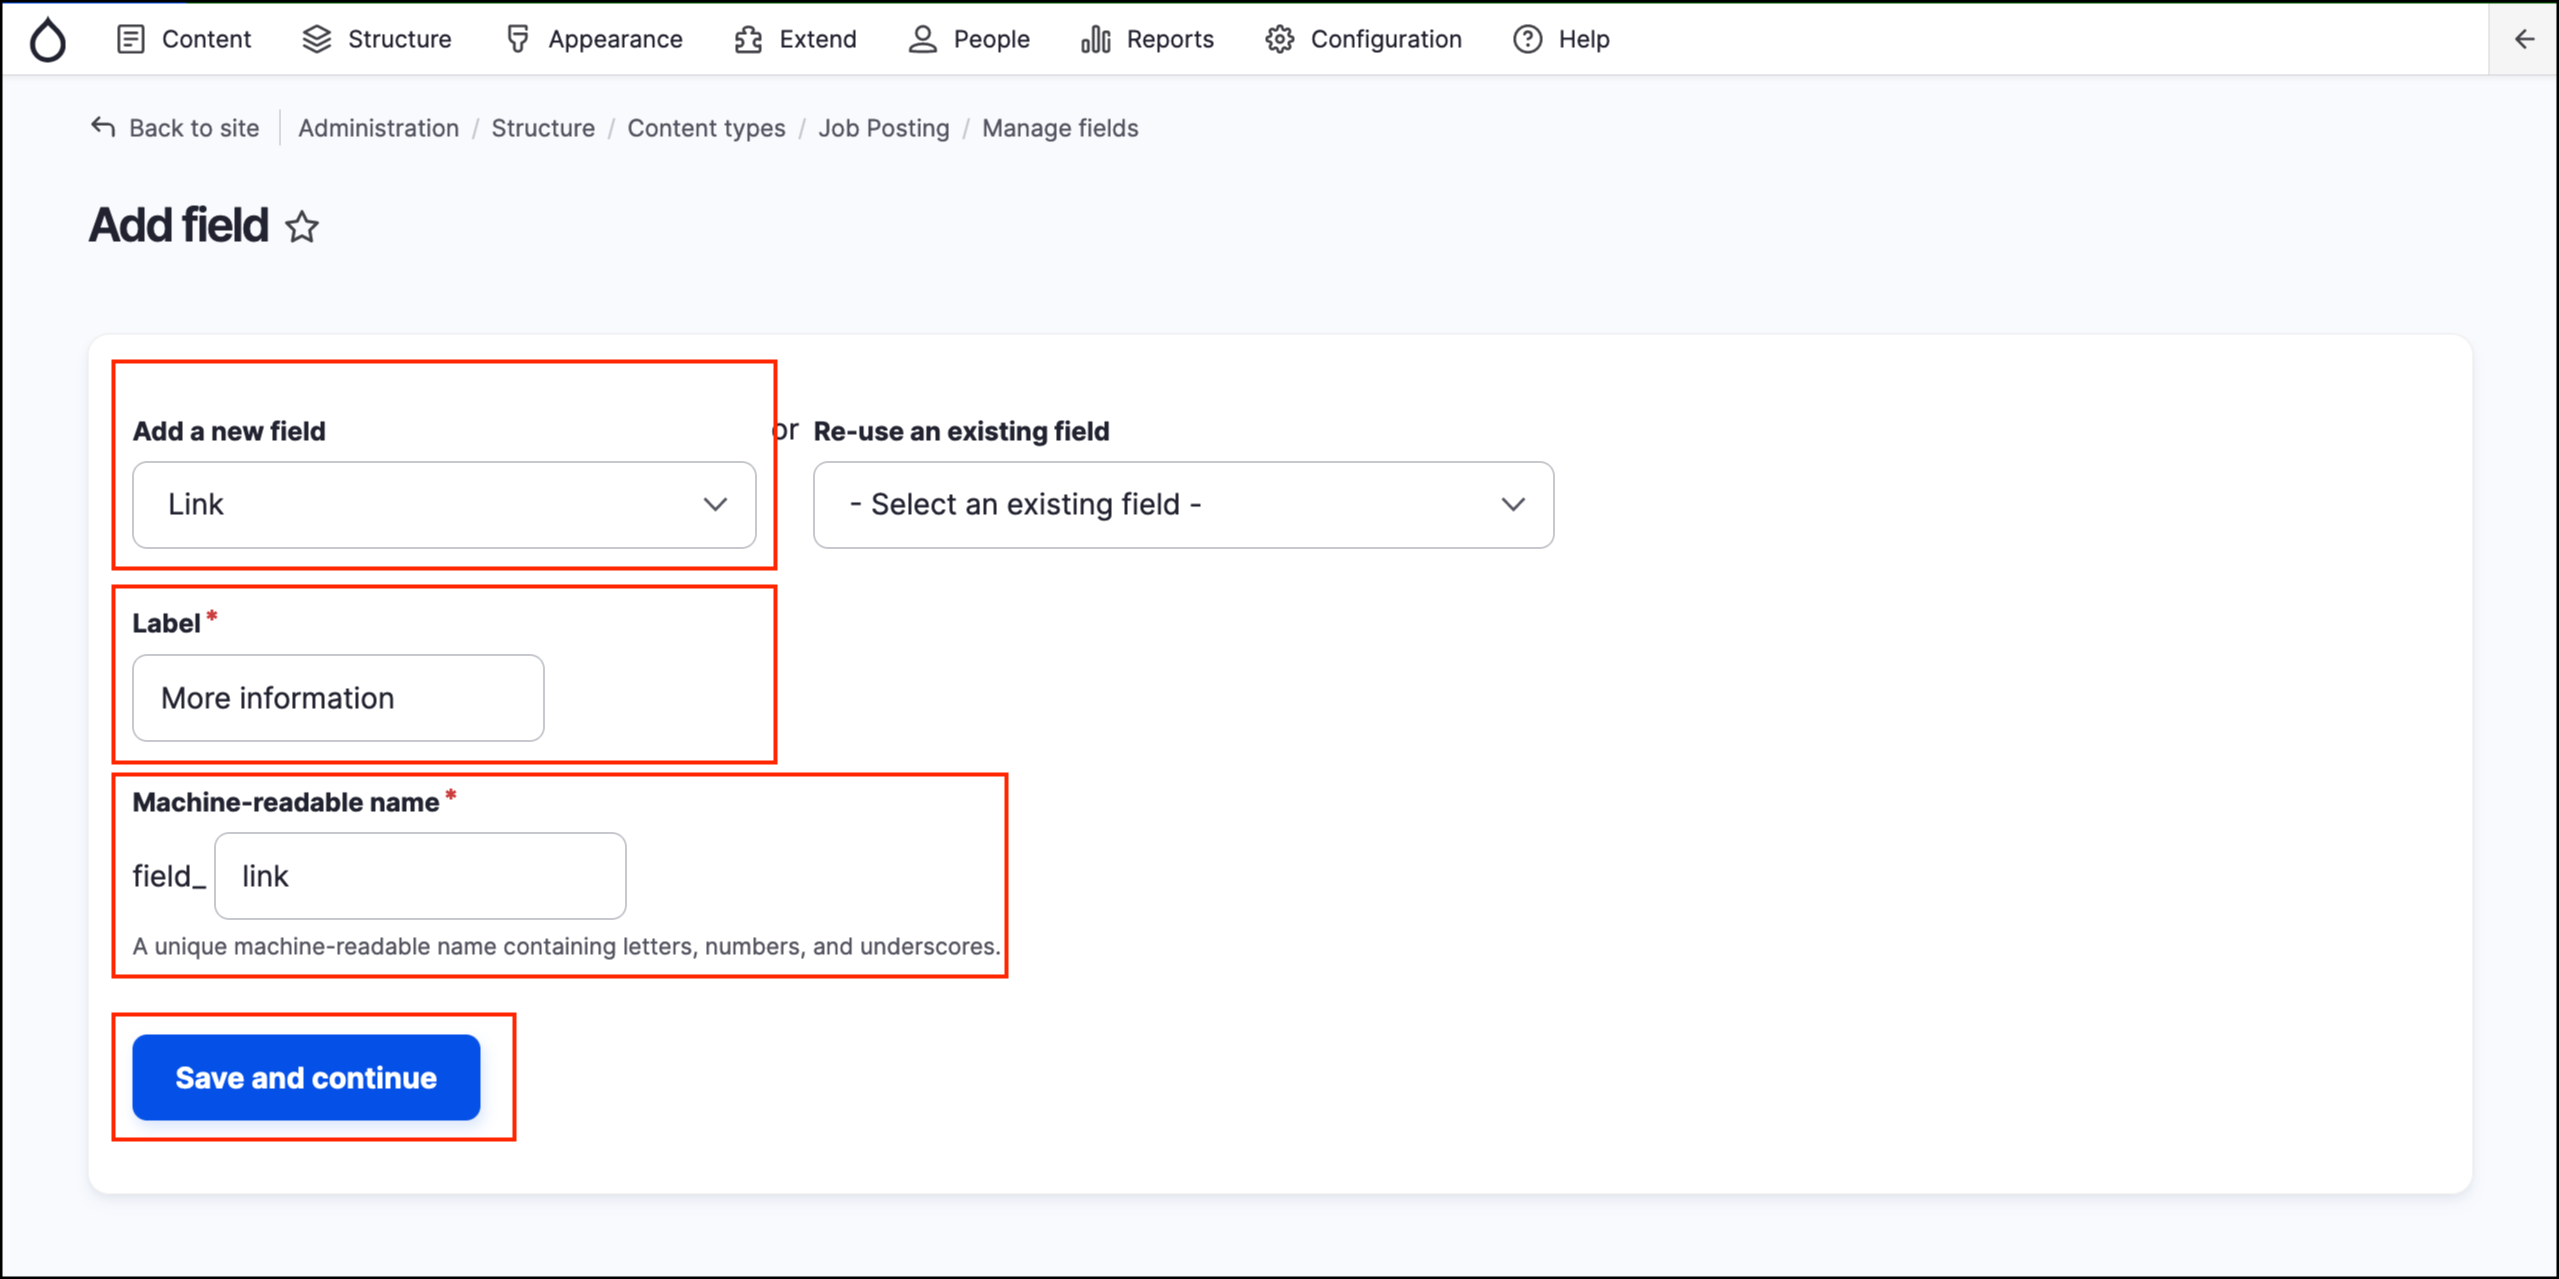 Content Structure Appearance Extend People Reports Configuration Help
Back to site Administration / Structure / Content types / Job Posting / Manage fields
Add field
Add a new field or Re-use an existing field
Link - Select an existing field -
Label *
More information
Machine-readable name *
field_ link
A unique machine-readable name containing letters, numbers, and underscores.
Save and continue